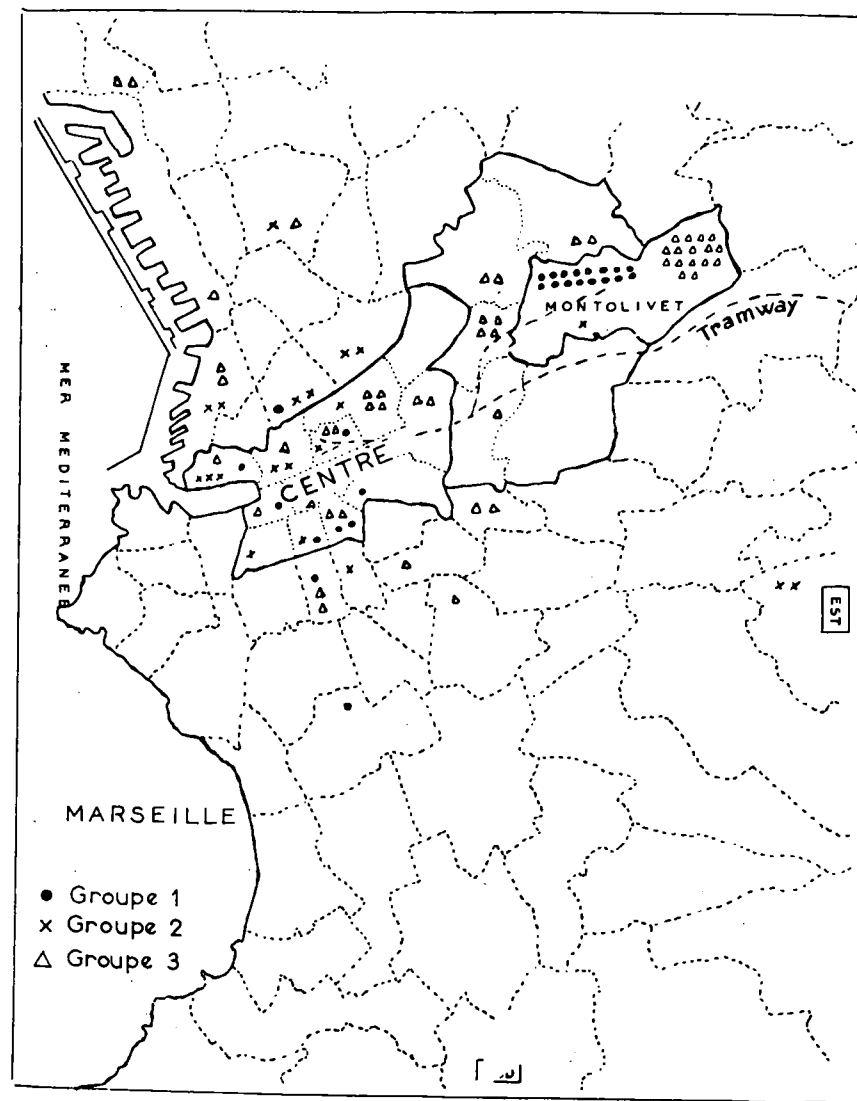 MONTOLIVET
Tramway
CENTRE
MER MEDITERRANEE
EST
MARSEILLE
Groupe 1
Groupe 2
Groupe 3